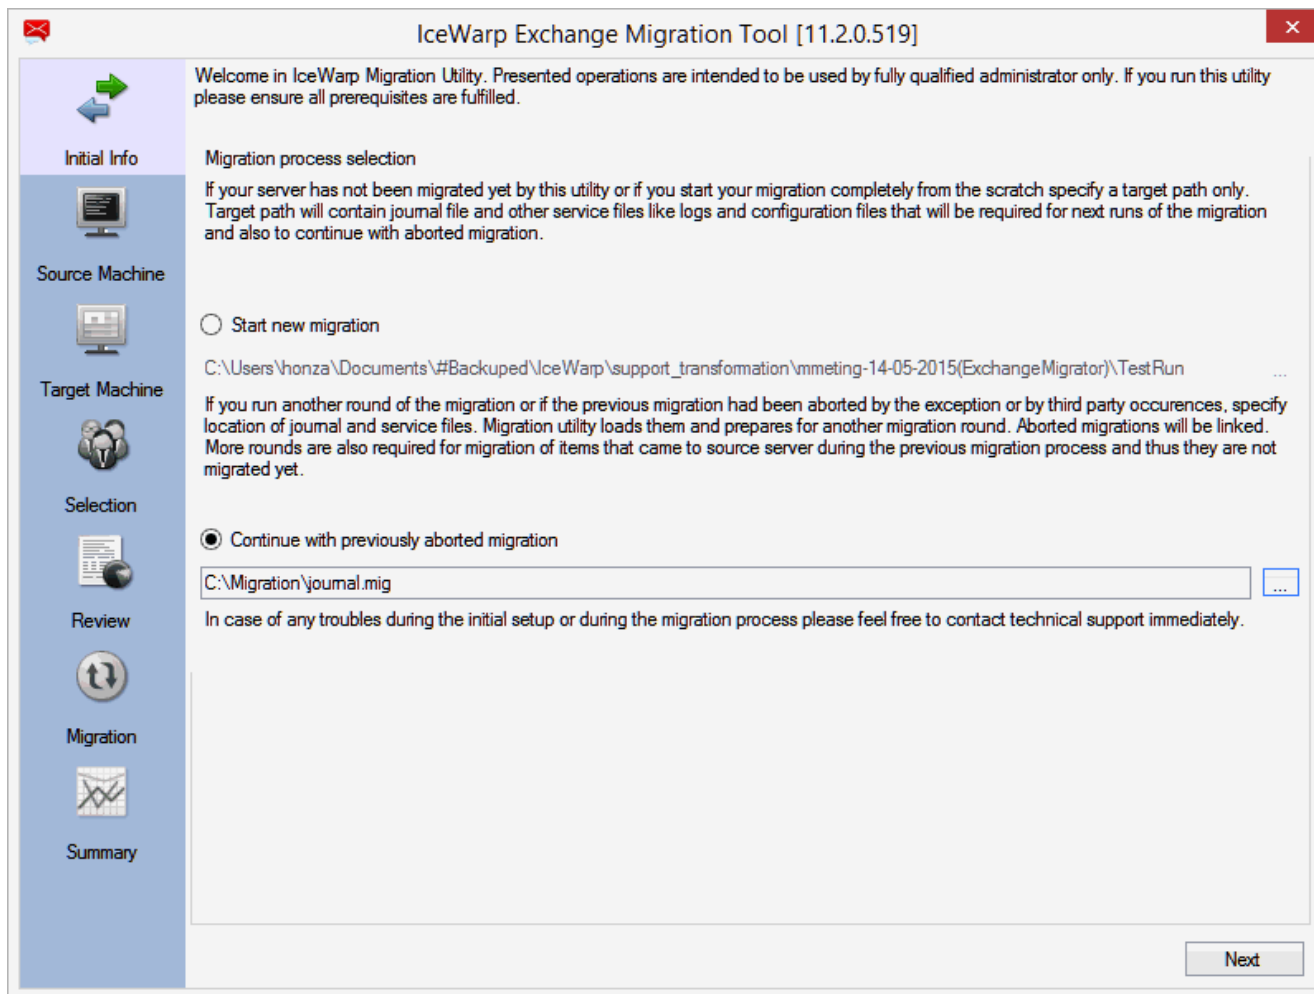 IceWarp Exchange Migration Tool [11.2.0.519]
Initial Info
Source Machine
Target Machine
Selection
Review
Migration
Summary
Welcome in IceWarp Migration Utility. Presented operations are intended to be used by fully qualified administrator only. If you run this utility
please ensure all prerequisites are fulfilled.
Migration process selection
If your server has not been migrated yet by this utility or if you start your migration completely from the scratch specify a target path only.
Target path will contain journal file and other service files like logs and configuration files that will be required for next runs of the migration
and also to continue with aborted migration.
Start new migration
C:\Users\honza\Documents\#Backuped\IceWarp\support_transformation\mmeting-14-05-2015(ExchangeMigrator)\TestRun ...
If you run another round of the migration or if the previous migration had been aborted by the exception or by third party occurences, specify
location of journal and service files. Migration utility loads them and prepares for another migration round. Aborted migrations will be linked.
More rounds are also required for migration of items that came to source server during the previous migration process and thus they are not
migrated yet.
Continue with previously aborted migration
C:\Migration\journal.mig ...
In case of any troubles during the initial setup or during the migration process please feel free to contact technical support immediately.
Next